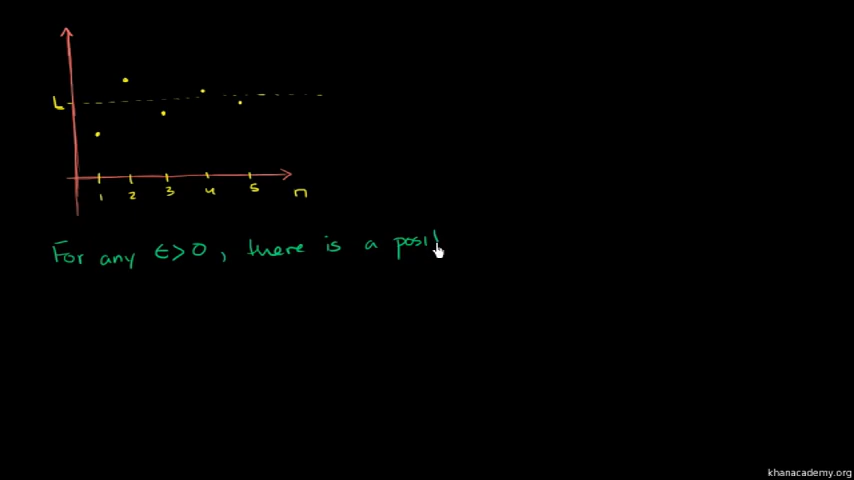 L
1 2 3 4 5 n
For any ϵ>0, there is a posi
khanacademy.org